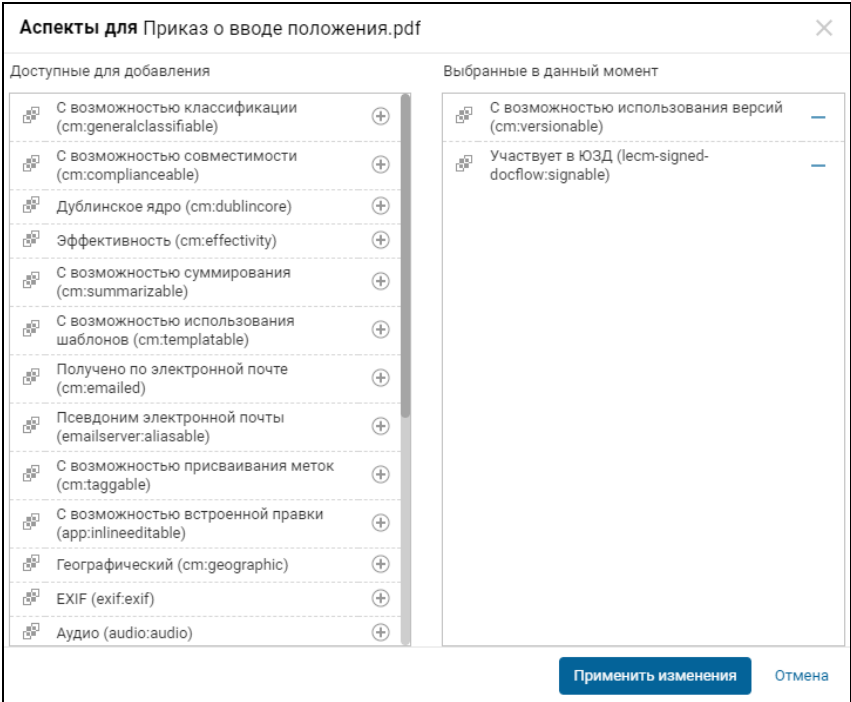 Аспекты для Приказ о вводе положения.pdf
Доступные для добавления
С возможностью классификации
(cm:generalclassifiable)
С возможностью совместимости
(cm:complianceable)
Дублинское ядро (cm:dublincore)
Эффективность (cm:effectivity)
С возможностью суммирования
(cm:summarizable)
С возможностью использования
шаблонов (cm:templatable)
Получено по электронной почте
(cm:emailed)
Псевдоним электронной почты
(emailserver:aliasable)
С возможностью присваивания меток
(cm:taggable)
С возможностью встроенной правки
(app:inlineeditable)
Географический (cm:geographic)
EXIF (exif:exif)
Аудио (audio:audio)
Выбранные в данный момент
С возможностью использования версий
(cm:versionable)
Участвует в ЮЗД (lecm-signed-
docflow:signable)
Применить изменения
Отмена